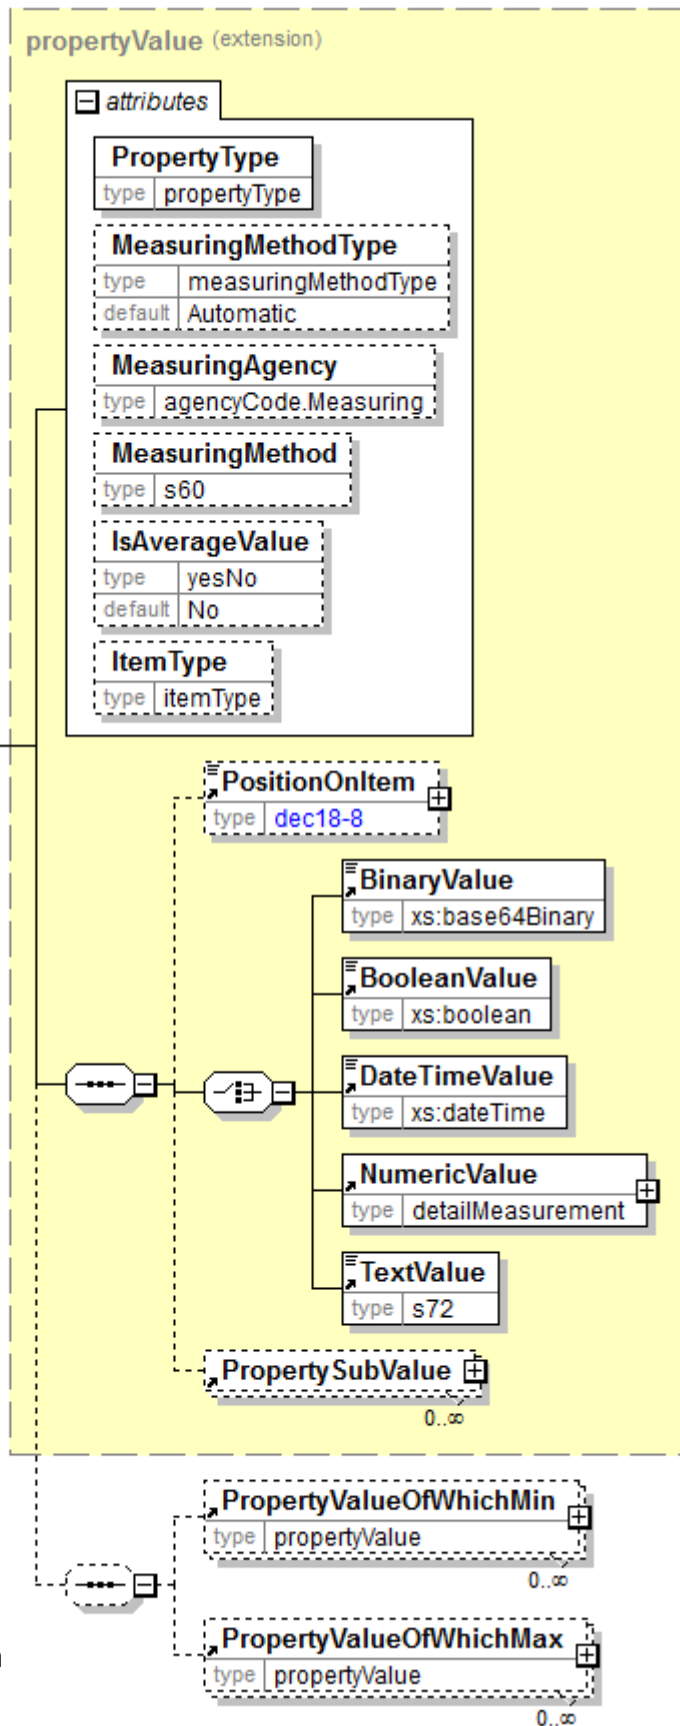 propertyValue (extension)
attributes
PropertyType
type propertyType
MeasuringMethodType
type measuringMethodType
default Automatic
MeasuringAgency
type agencyCode.Measuring
MeasuringMethod
type s60
IsAverageValue
type yesNo
default No
ItemType
type itemType
PositionOnItem
type dec18-8
BinaryValue
type xs:base64Binary
BooleanValue
type xs:boolean
DateTimeValue
type xs:dateTime
NumericValue
type detailMeasurement
TextValue
type s72
PropertySubValue
0..∞
PropertyValueOfWhichMin
type propertyValue
0..∞
PropertyValueOfWhichMax
type propertyValue
0..∞